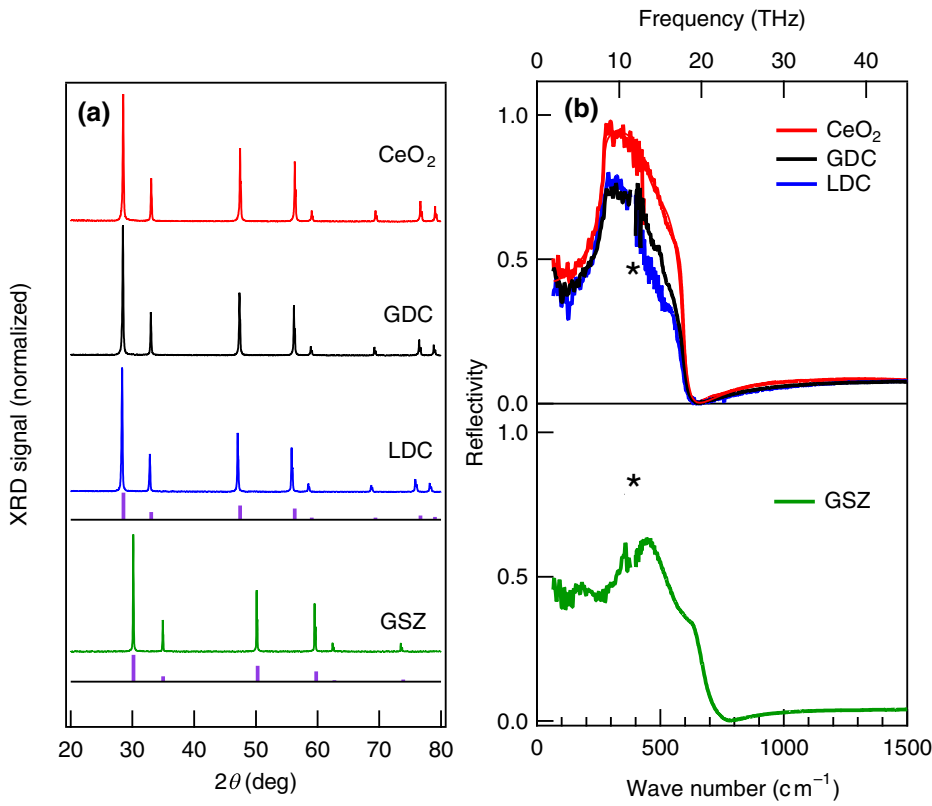 (a)
CeO₂
GDC
LDC
GSZ
XRD signal (normalized)
20 30 40 50 60 70 80
2θ (deg)
Frequency (THz)
0 10 20 30 40
(b)
CeO₂
GDC
LDC
*
1.0
0.5
0.0
Reflectivity
*
GSZ
1.0
0.5
0.0
0 500 1000 1500
Wave number (cm⁻¹)